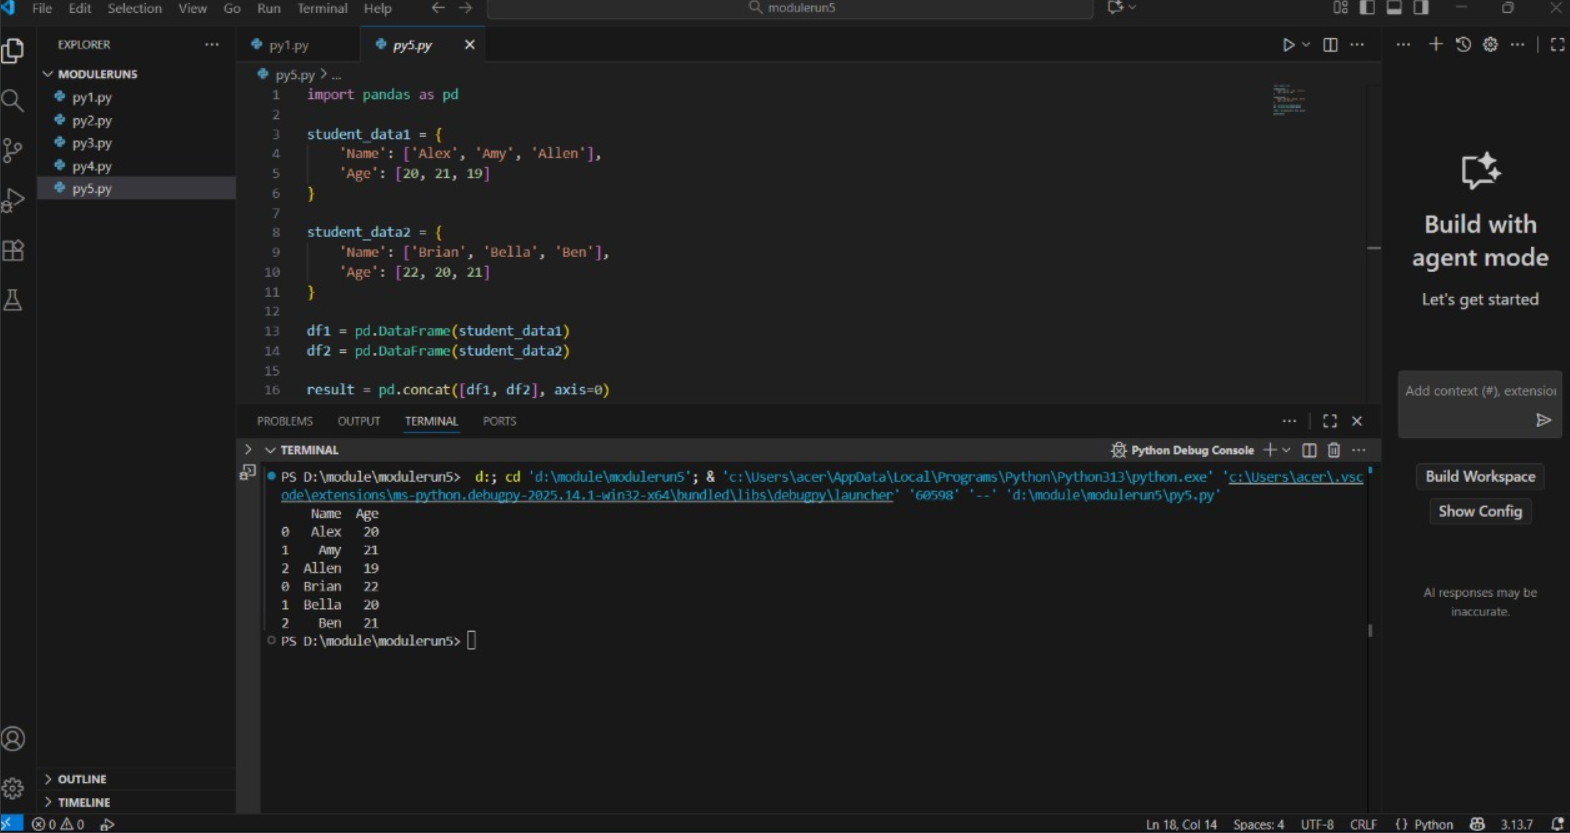 File Edit Selection View Go Run Terminal Help
modulerun5
EXPLORER
MODULERUN5
py1.py
py2.py
py3.py
py4.py
py5.py
OUTLINE
TIMELINE
py1.py py5.py
py5.py > ...
1 import pandas as pd
2
3 student_data1 = {
4 'Name': ['Alex', 'Amy', 'Allen'],
5 'Age': [20, 21, 19]
6 }
7
8 student_data2 = {
9 'Name': ['Brian', 'Bella', 'Ben'],
10 'Age': [22, 20, 21]
11 }
12
13 df1 = pd.DataFrame(student_data1)
14 df2 = pd.DataFrame(student_data2)
15
16 result = pd.concat([df1, df2], axis=0)
PROBLEMS OUTPUT TERMINAL PORTS
TERMINAL
Python Debug Console
PS D:\module\modulerun5> d:; cd 'd:\module\modulerun5'; & 'c:\Users\acer\AppData\Local\Programs\Python\Python313\python.exe' 'c:\Users\acer\.vsc
ode\extensions\ms-python.debugpy-2025.14.1-win32-x64\bundled\libs\debugpy\launcher' '60598' '--' 'd:\module\modulerun5\py5.py'
Name Age
0 Alex 20
1 Amy 21
2 Allen 19
0 Brian 22
1 Bella 20
2 Ben 21
PS D:\module\modulerun5>
Build with
agent mode
Let's get started
Add context (#), extensio
Build Workspace
Show Config
AI responses may be
inaccurate.
0 0
Ln 18, Col 14 Spaces: 4 UTF-8 CRLF {} Python 3.13.7